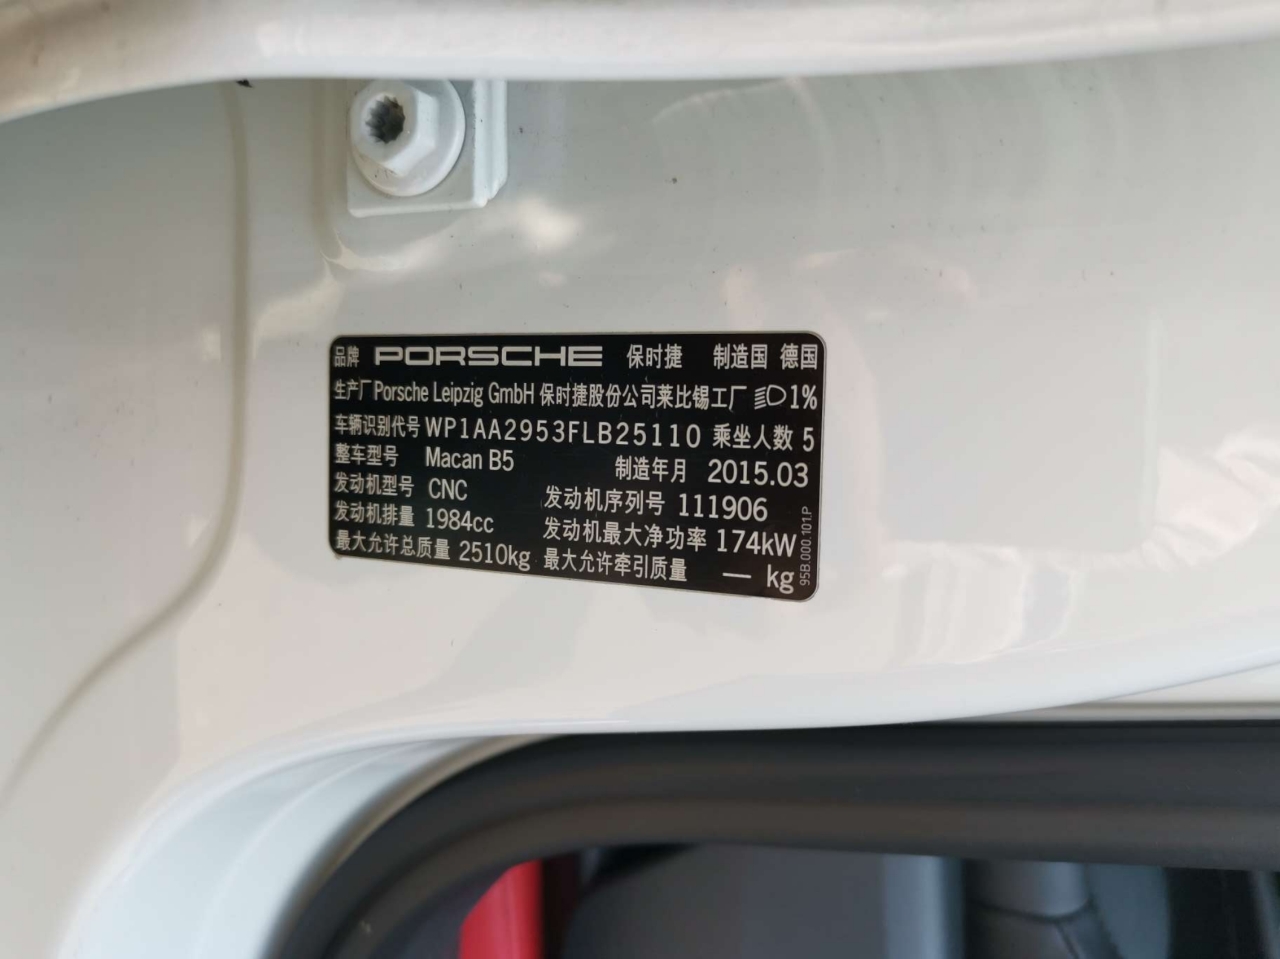 品牌 PORSCHE 保时捷 制造国 德国
生产厂 Porsche Leipzig GmbH 保时捷股份公司莱比锡工厂 1%
车辆识别代号 WP1AA2953FLB25110 乘坐人数 5
整车型号 Macan B5 制造年月 2015.03
发动机型号 CNC 发动机序列号 111906
发动机排量 1984cc 发动机最大净功率 174kW
最大允许总质量 2510kg 最大允许牵引质量 — kg
95B.000.101.P